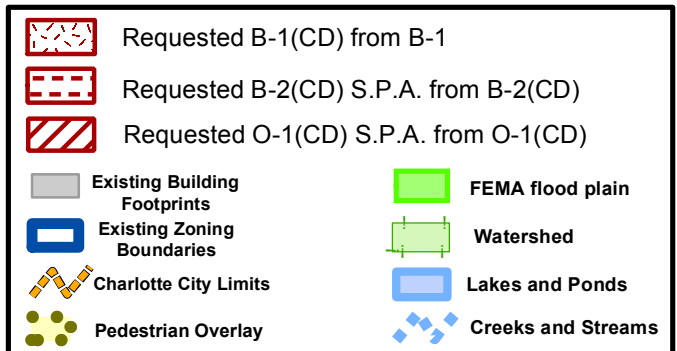 Requested B-1(CD) from B-1
Requested B-2(CD) S.P.A. from B-2(CD)
Requested O-1(CD) S.P.A. from O-1(CD)
Existing Building
Footprints
Existing Zoning
Boundaries
Charlotte City Limits
Pedestrian Overlay
FEMA flood plain
Watershed
Lakes and Ponds
Creeks and Streams